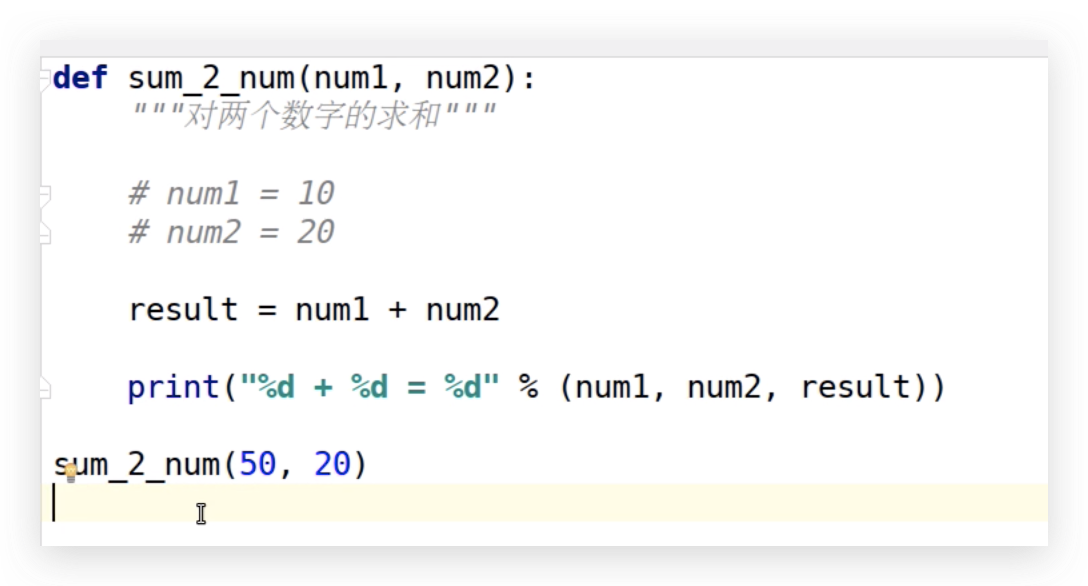 def sum_2_num(num1, num2):
    """对两个数字的求和"""
    # num1 = 10
    # num2 = 20
    result = num1 + num2
    print("%d + %d = %d" % (num1, num2, result))
sum_2_num(50, 20)